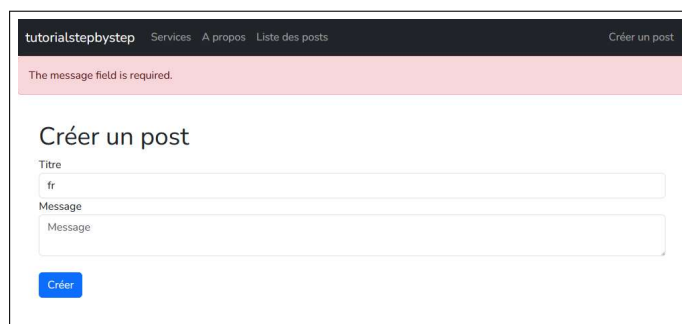 tutorialstepbystep Services A propos Liste des posts Créer un post
The message field is required.
Créer un post
Titre
fr
Message
Message
Créer